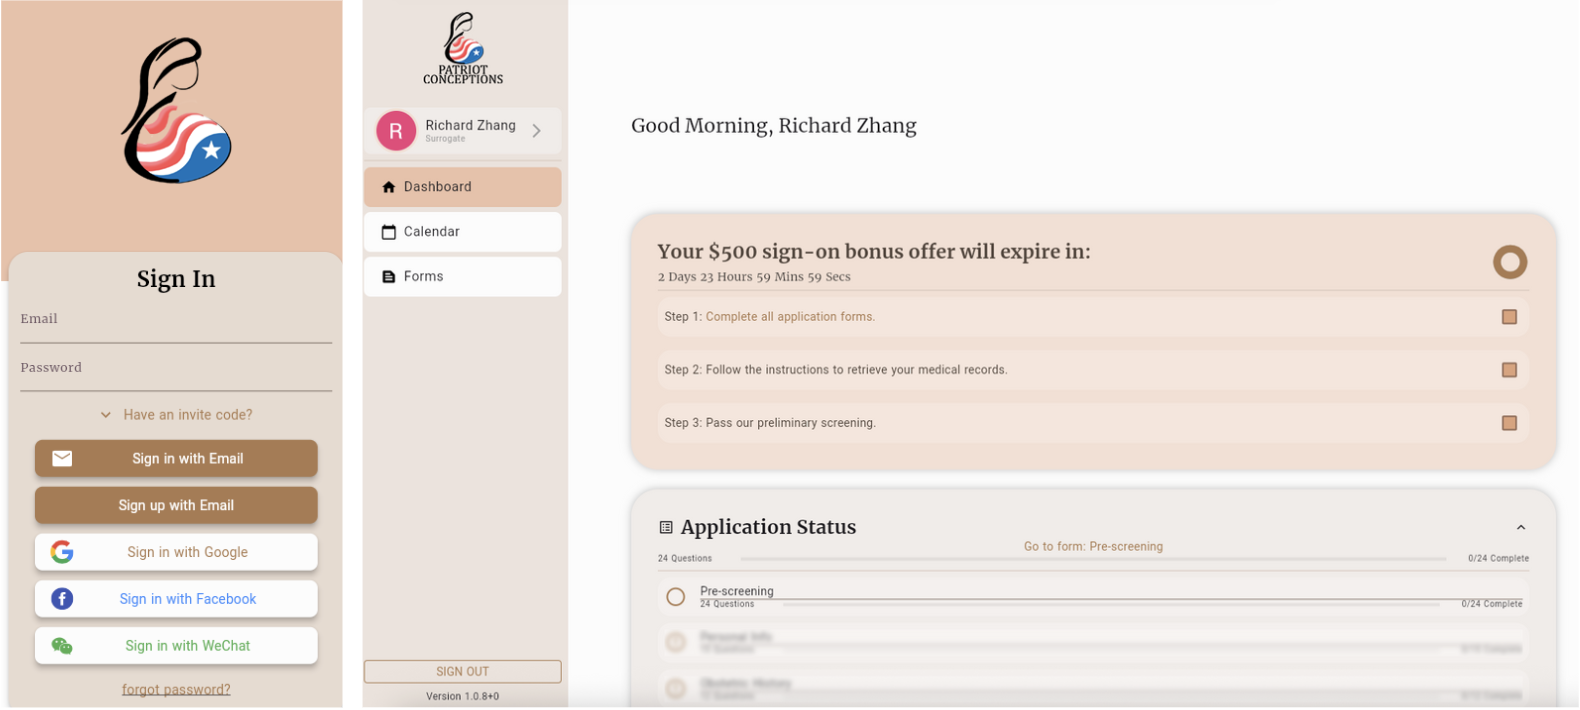 Sign In
Email
Password
Have an invite code?
Sign in with Email
Sign up with Email
Sign in with Google
Sign in with Facebook
Sign in with WeChat
forgot password?
PATRIOT
CONCEPTIONS
R
Richard Zhang
Surrogate
Dashboard
Calendar
Forms
SIGN OUT
Version 1.0.8+0
Good Morning, Richard Zhang
Your $500 sign-on bonus offer will expire in:
2 Days 23 Hours 59 Mins 59 Secs
Step 1: Complete all application forms.
Step 2: Follow the instructions to retrieve your medical records.
Step 3: Pass our preliminary screening.
Application Status
Go to form: Pre-screening
24 Questions 0/24 Complete
Pre-screening
24 Questions 0/24 Complete
Personal Info
Obstetric History